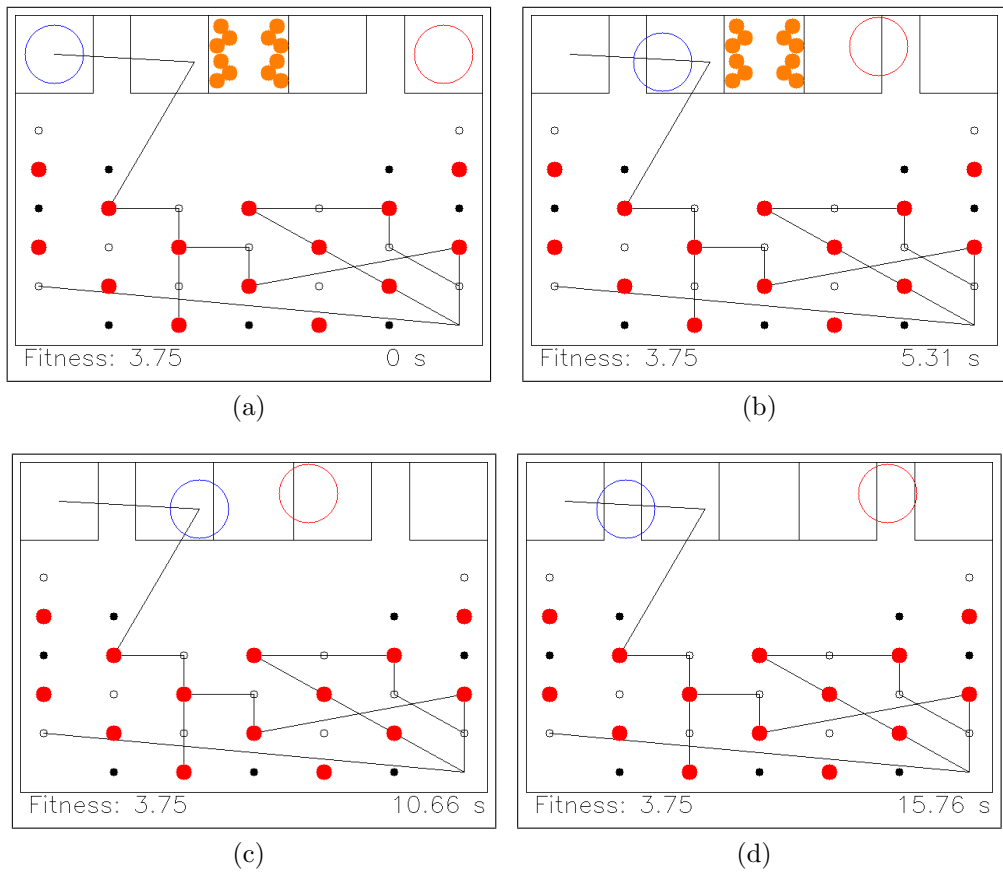 Fitness: 3.75 0 s
(a)
Fitness: 3.75 5.31 s
(b)
Fitness: 3.75 10.66 s
(c)
Fitness: 3.75 15.76 s
(d)